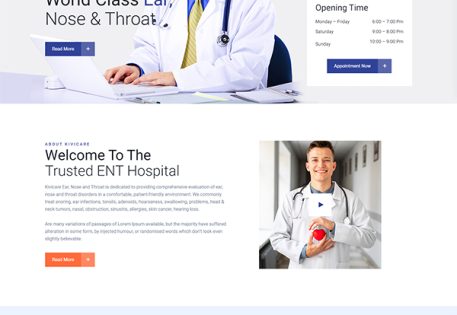 World Class Ear,
Nose & Throat
Read More +
Opening Time
Monday – Friday 9:00 – 7:00 Pm
Saturday 9:00 – 8:00 Pm
Sunday 10:00 – 9:00 Pm
Appointment Now +
ABOUT KIVICARE
Welcome To The
Trusted ENT Hospital
Kivicare Ear, Nose and Throat is dedicated to providing comprehensive evaluation of ear,
nose and throat disorders in a comfortable, patient-friendly environment. We commonly
treat snoring, ear infections, tonsils, adenoids, hoarseness, swallowing, problems, head &
neck tumors, nasal, obstruction, sinusitis, allergies, skin cancer, hearing loss.
Are many variations of passages of Lorem Ipsum available, but the majority have suffered
alteration in some form, by injected humour, or randomised words which don't look even
slightly believable.
Read More +